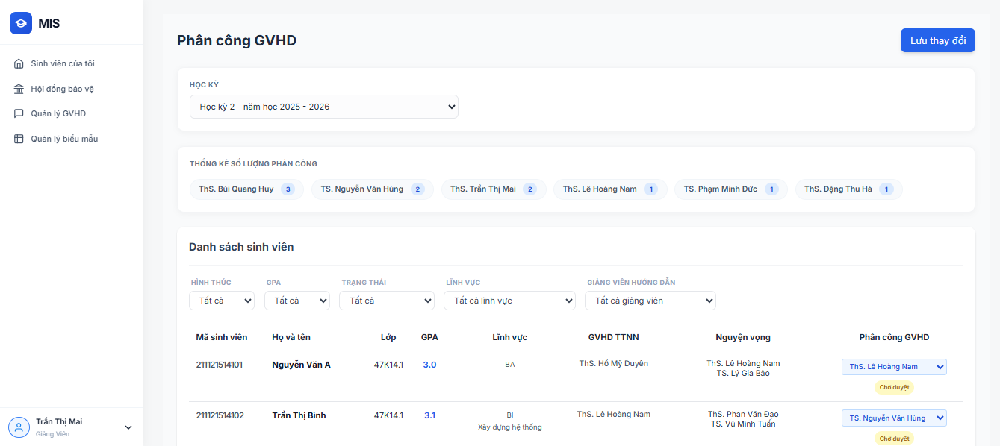 MIS
Sinh viên của tôi
Hội đồng bảo vệ
Quản lý GVHD
Quản lý biểu mẫu
Trần Thị Mai
Giảng Viên
Phân công GVHD
Lưu thay đổi
HỌC KỲ
Học kỳ 2 - năm học 2025 - 2026
THỐNG KÊ SỐ LƯỢNG PHÂN CÔNG
ThS. Bùi Quang Huy 3 TS. Nguyễn Văn Hùng 2 ThS. Trần Thị Mai 2 ThS. Lê Hoàng Nam 1 TS. Phạm Minh Đức 1 ThS. Đặng Thu Hà 1
Danh sách sinh viên
HÌNH THỨC GPA TRẠNG THÁI LĨNH VỰC GIẢNG VIÊN HƯỚNG DẪN
Tất cả Tất cả Tất cả Tất cả lĩnh vực Tất cả giảng viên
Mã sinh viên Họ và tên Lớp GPA Lĩnh vực GVHD TTNN Nguyện vọng Phân công GVHD
211121514101 Nguyễn Văn A 47K14.1 3.0 BA ThS. Hồ Mỹ Duyên ThS. Lê Hoàng Nam ThS. Lê Hoàng Nam
TS. Lý Gia Bảo
Chờ duyệt
211121514102 Trần Thị Bình 47K14.1 3.1 BI ThS. Lê Hoàng Nam ThS. Phan Văn Đạo TS. Nguyễn Văn Hùng
Xây dựng hệ thống TS. Vũ Minh Tuấn
Chờ duyệt